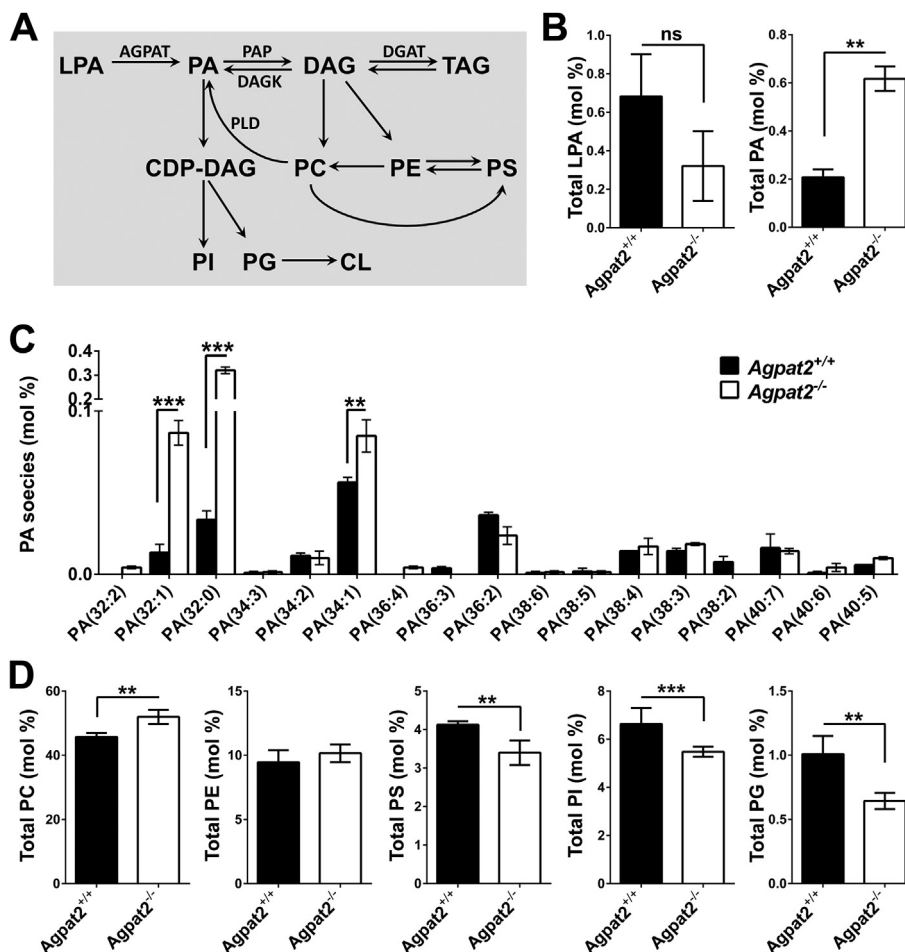 A
LPA AGPAT PA PAP DAGK DAG DGAT TAG
PLD
CDP-DAG PC PE PS
PI PG CL
B
Total LPA (mol %)
1.0
0.8
0.6
0.4
0.2
0.0
ns
Agpat2+/+
Agpat2-/-
Total PA (mol %)
0.8
0.6
0.4
0.2
0.0
**
Agpat2+/+
Agpat2-/-
C
PA soecies (mol %)
0.4
0.3
0.2
0.1
0.0
***
***
**
Agpat2+/+
Agpat2-/-
PA(32:2)
PA(32:1)
PA(32:0)
PA(34:3)
PA(34:2)
PA(34:1)
PA(36:4)
PA(36:3)
PA(36:2)
PA(38:6)
PA(38:5)
PA(38:4)
PA(38:3)
PA(38:2)
PA(40:7)
PA(40:6)
PA(40:5)
D
Total PC (mol %)
60
40
20
0
**
Agpat2+/+
Agpat2-/-
Total PE (mol %)
15
10
5
0
Agpat2+/+
Agpat2-/-
Total PS (mol %)
5
4
3
2
1
0
**
Agpat2+/+
Agpat2-/-
Total PI (mol %)
8
6
4
2
0
***
Agpat2+/+
Agpat2-/-
Total PG (mol %)
1.5
1.0
0.5
0.0
**
Agpat2+/+
Agpat2-/-